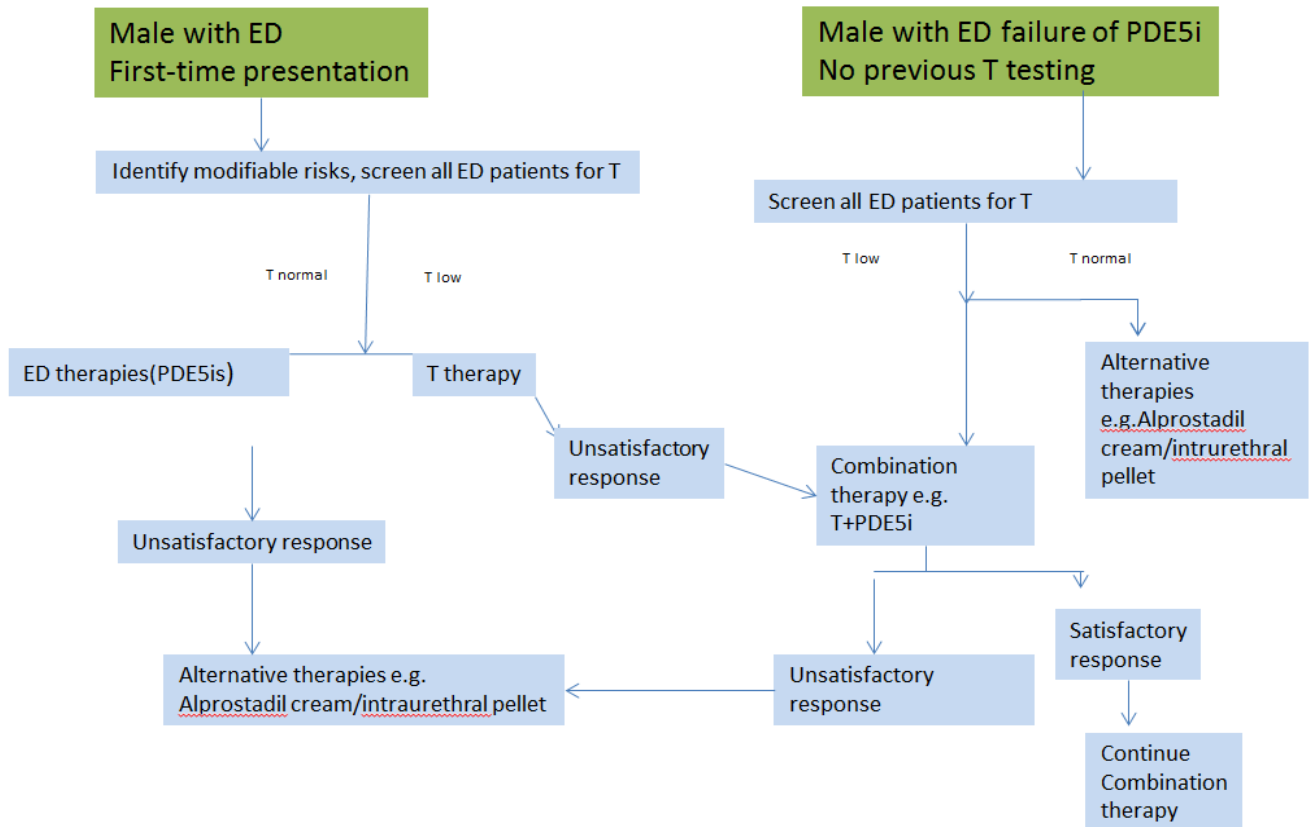 Male with ED
First-time presentation
Male with ED failure of PDE5i
No previous T testing
Identify modifiable risks, screen all ED patients for T
Screen all ED patients for T
T normal
T low
T low
T normal
ED therapies(PDE5is)
T therapy
Alternative
therapies
e.g.Alprostadil
cream/intrurethral
pellet
Unsatisfactory
response
Combination
therapy e.g.
T+PDE5i
Unsatisfactory response
Satisfactory
response
Alternative therapies e.g.
Alprostadil cream/intraurethral pellet
Unsatisfactory
response
Continue
Combination
therapy